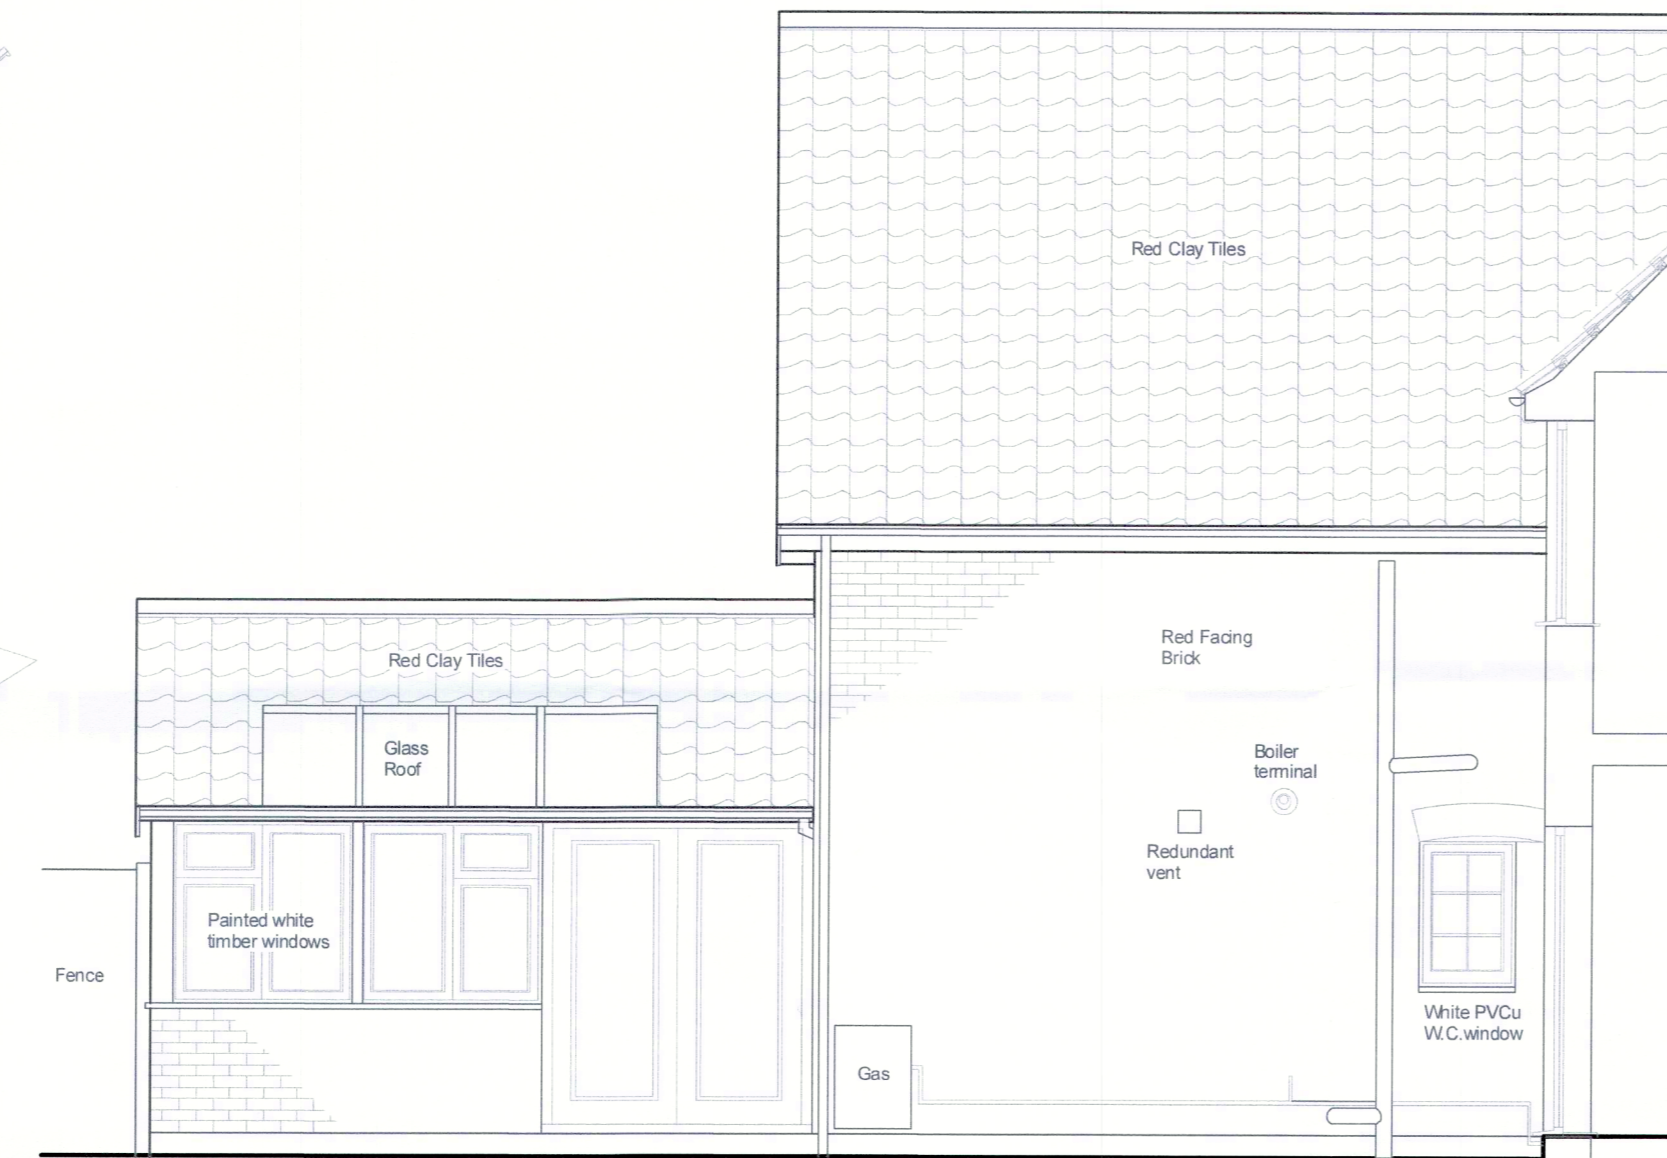 Red Clay Tiles
Red Facing
Brick
Red Clay Tiles
Glass
Roof
Boiler
terminal
Redundant
vent
Painted white
timber windows
Fence
White PVCu
W.C.window
Gas